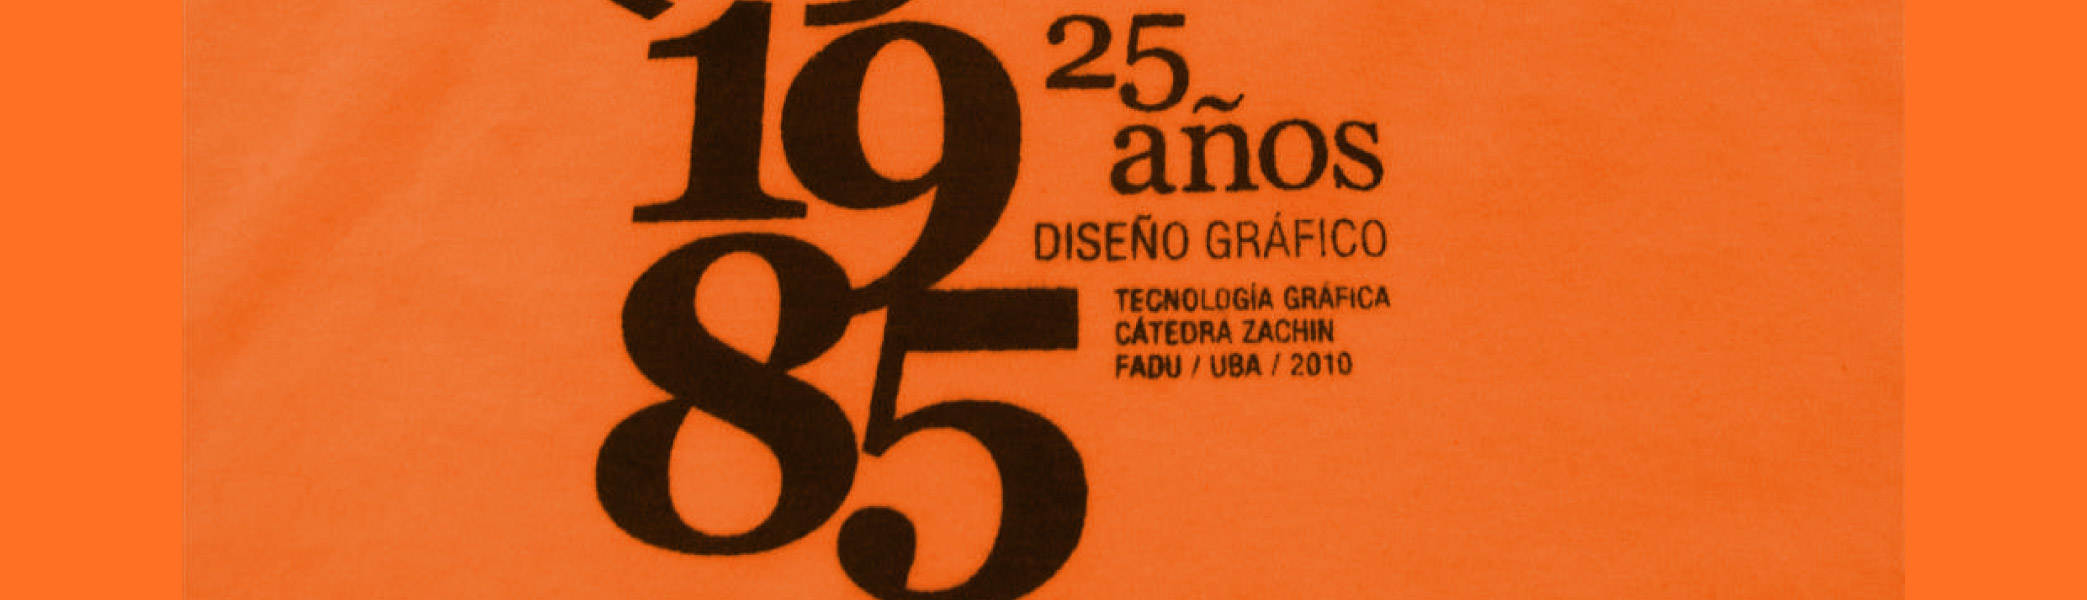 19
85
25
años
DISEÑO GRÁFICO
TECNOLOGÍA GRÁFICA
CÁTEDRA ZACHIN
FADU / UBA / 2010